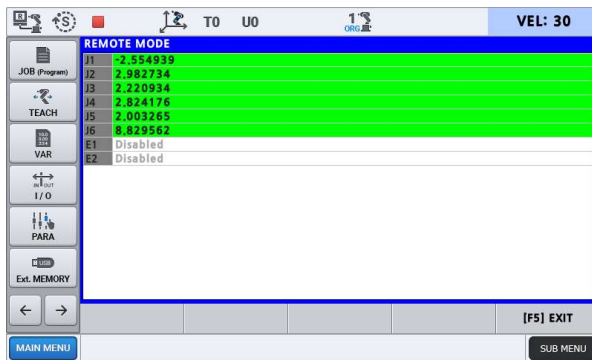 R S T0 U0 1 ORG VEL: 30
REMOTE MODE
JOB (Program)
TEACH
VAR
IN OUT
I/O
PARA
USB
Ext. MEMORY
J1 -2,554939
J2 2,982734
J3 2,220934
J4 2,824176
J5 2,003265
J6 8,829562
E1 Disabled
E2 Disabled
← →
[F5] EXIT
MAIN MENU
SUB MENU